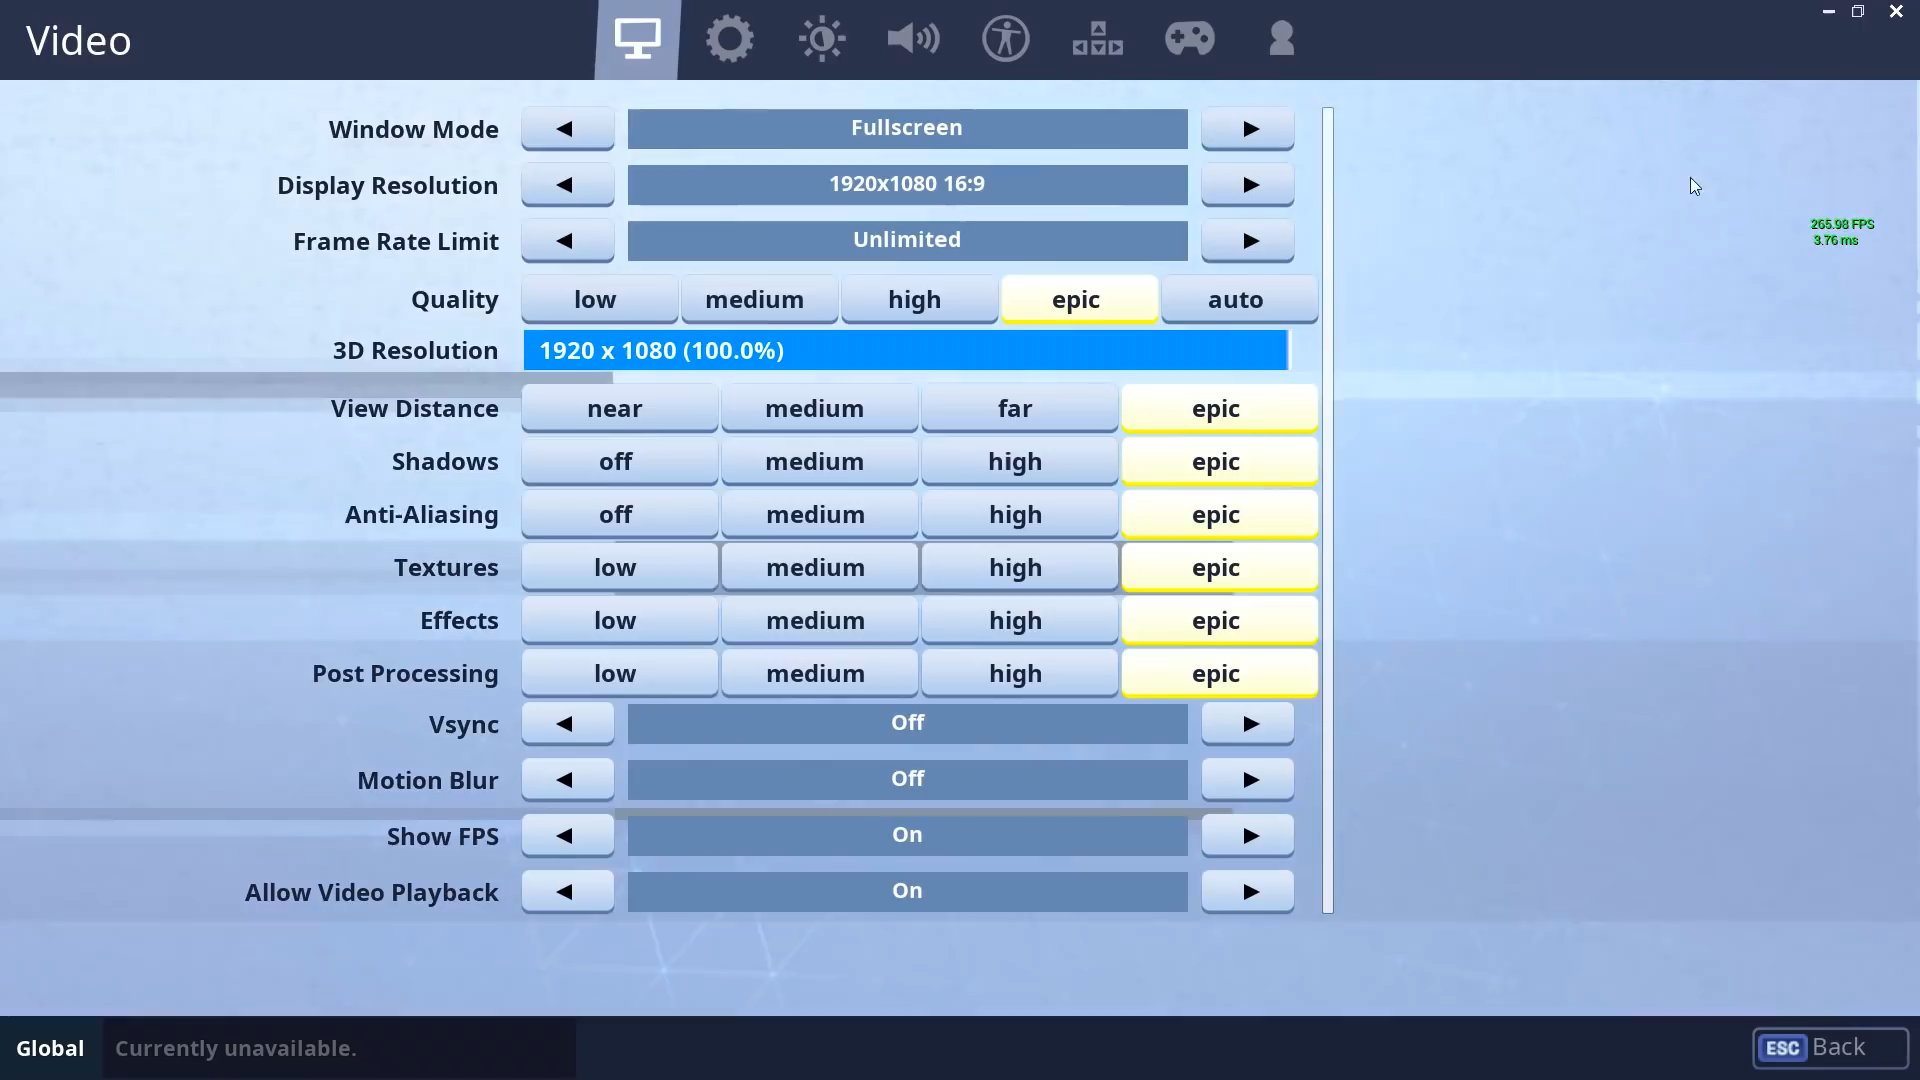 Video
Window Mode Fullscreen
Display Resolution 1920x1080 16:9
265.98 FPS
3.76 ms
Frame Rate Limit Unlimited
Quality low medium high epic auto
3D Resolution 1920 x 1080 (100.0%)
View Distance near medium far epic
Shadows off medium high epic
Anti-Aliasing off medium high epic
Textures low medium high epic
Effects low medium high epic
Post Processing low medium high epic
Vsync Off
Motion Blur Off
Show FPS On
Allow Video Playback On
Global Currently unavailable. ESC Back